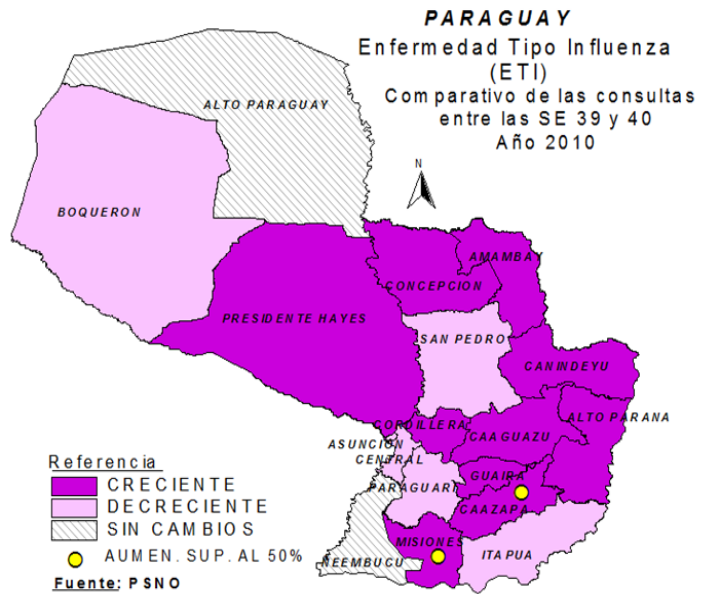 PARAGUAY
Enfermedad Tipo Influenza
(ETI)
Comparativo de las consultas
entre las SE 39 y 40
Año 2010
N
ALTO PARAGUAY
BOQUERON
AMAMBAY
CONCEPCION
PRESIDENTE HAYES
SAN PEDRO
CANINDEYU
ALTO PARANA
CORDILLERA
CAAGUAZU
ASUNCION
CENTRAL
GUAIRA
PARAGUARI
CAAZAPA
MISIONES
ITAPUA
NEEMBUCU
Referencia
CRECIENTE
DECRECIENTE
SIN CAMBIOS
AUMEN. SUP. AL 50%
Fuente: PSNO